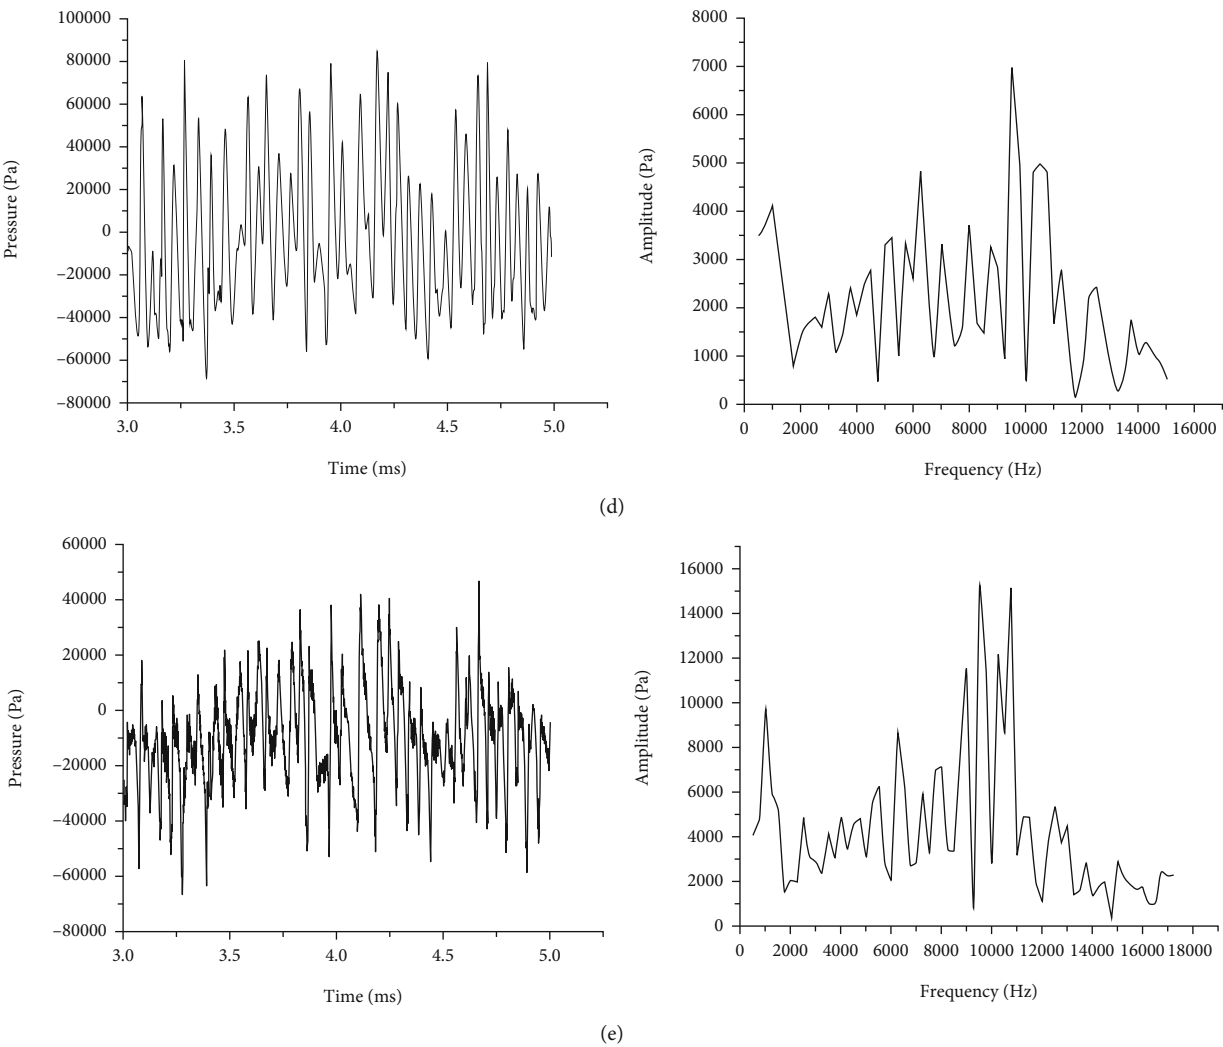 100000
80000
60000
40000
20000
0
–20000
–40000
–60000
–80000
Pressure (Pa)
3.0 3.5 4.0 4.5 5.0
Time (ms)
8000
7000
6000
5000
4000
3000
2000
1000
0
Amplitude (Pa)
0 2000 4000 6000 8000 10000 12000 14000 16000
Frequency (Hz)
(d)
60000
40000
20000
0
–20000
–40000
–60000
–80000
Pressure (Pa)
3.0 3.5 4.0 4.5 5.0
Time (ms)
16000
14000
12000
10000
8000
6000
4000
2000
0
Amplitude (Pa)
0 2000 4000 6000 8000 10000 12000 14000 16000 18000
Frequency (Hz)
(e)